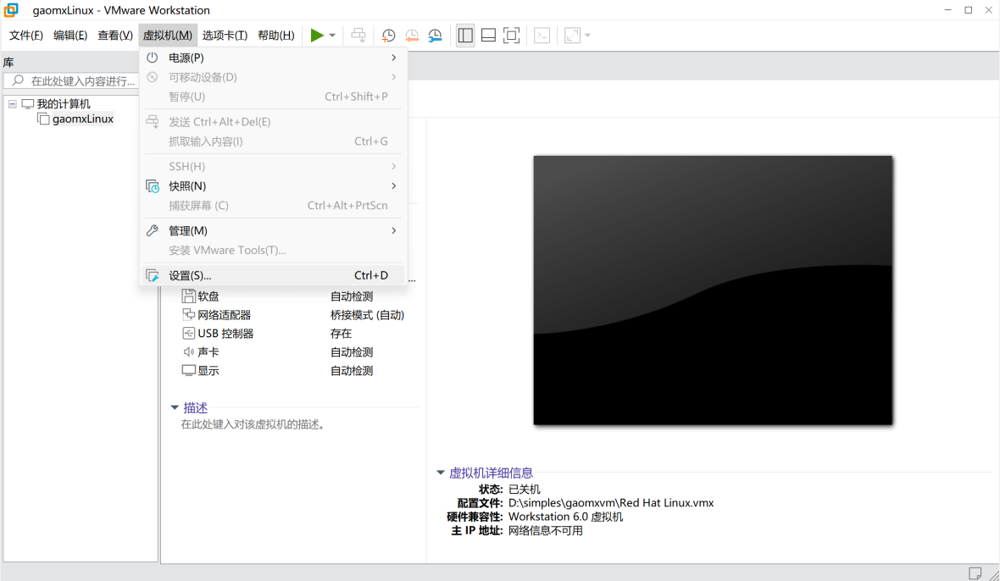 gaomxLinux - VMware Workstation
文件(F) 编辑(E) 查看(V) 虚拟机(M) 选项卡(T) 帮助(H)
库
在此处键入内容进行...
我的计算机
gaomxLinux
电源(P)
可移动设备(D)
暂停(U) Ctrl+Shift+P
发送 Ctrl+Alt+Del(E)
抓取输入内容(I) Ctrl+G
SSH(H)
快照(N)
捕获屏幕 (C) Ctrl+Alt+PrtScn
管理(M)
安装 VMware Tools(T)...
设置(S)... Ctrl+D
...
软盘 自动检测
网络适配器 桥接模式 (自动)
USB 控制器 存在
声卡 自动检测
显示 自动检测
描述
在此处键入对该虚拟机的描述。
虚拟机详细信息
状态: 已关机
配置文件: D:\simples\gaomxvm\Red Hat Linux.vmx
硬件兼容性: Workstation 6.0 虚拟机
主 IP 地址: 网络信息不可用